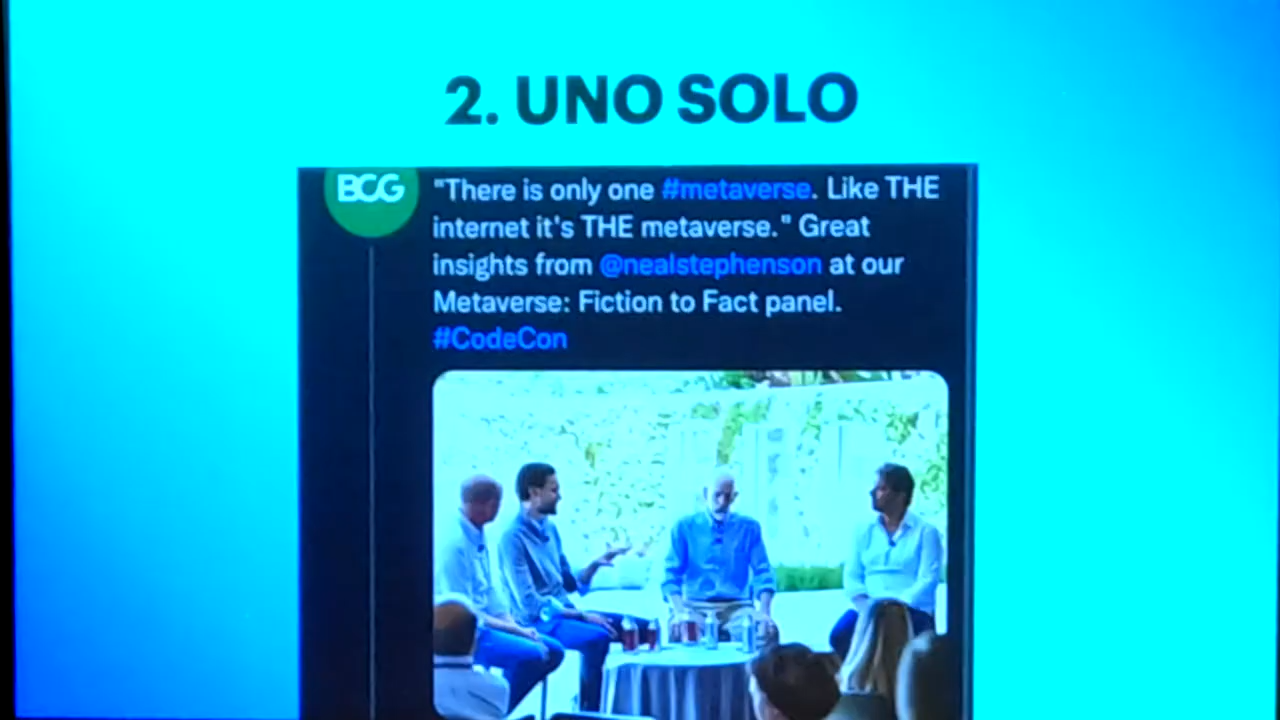 2. UNO SOLO
BCG
"There is only one #metaverse. Like THE
internet it's THE metaverse." Great
insights from @nealstephenson at our
Metaverse: Fiction to Fact panel.
#CodeCon